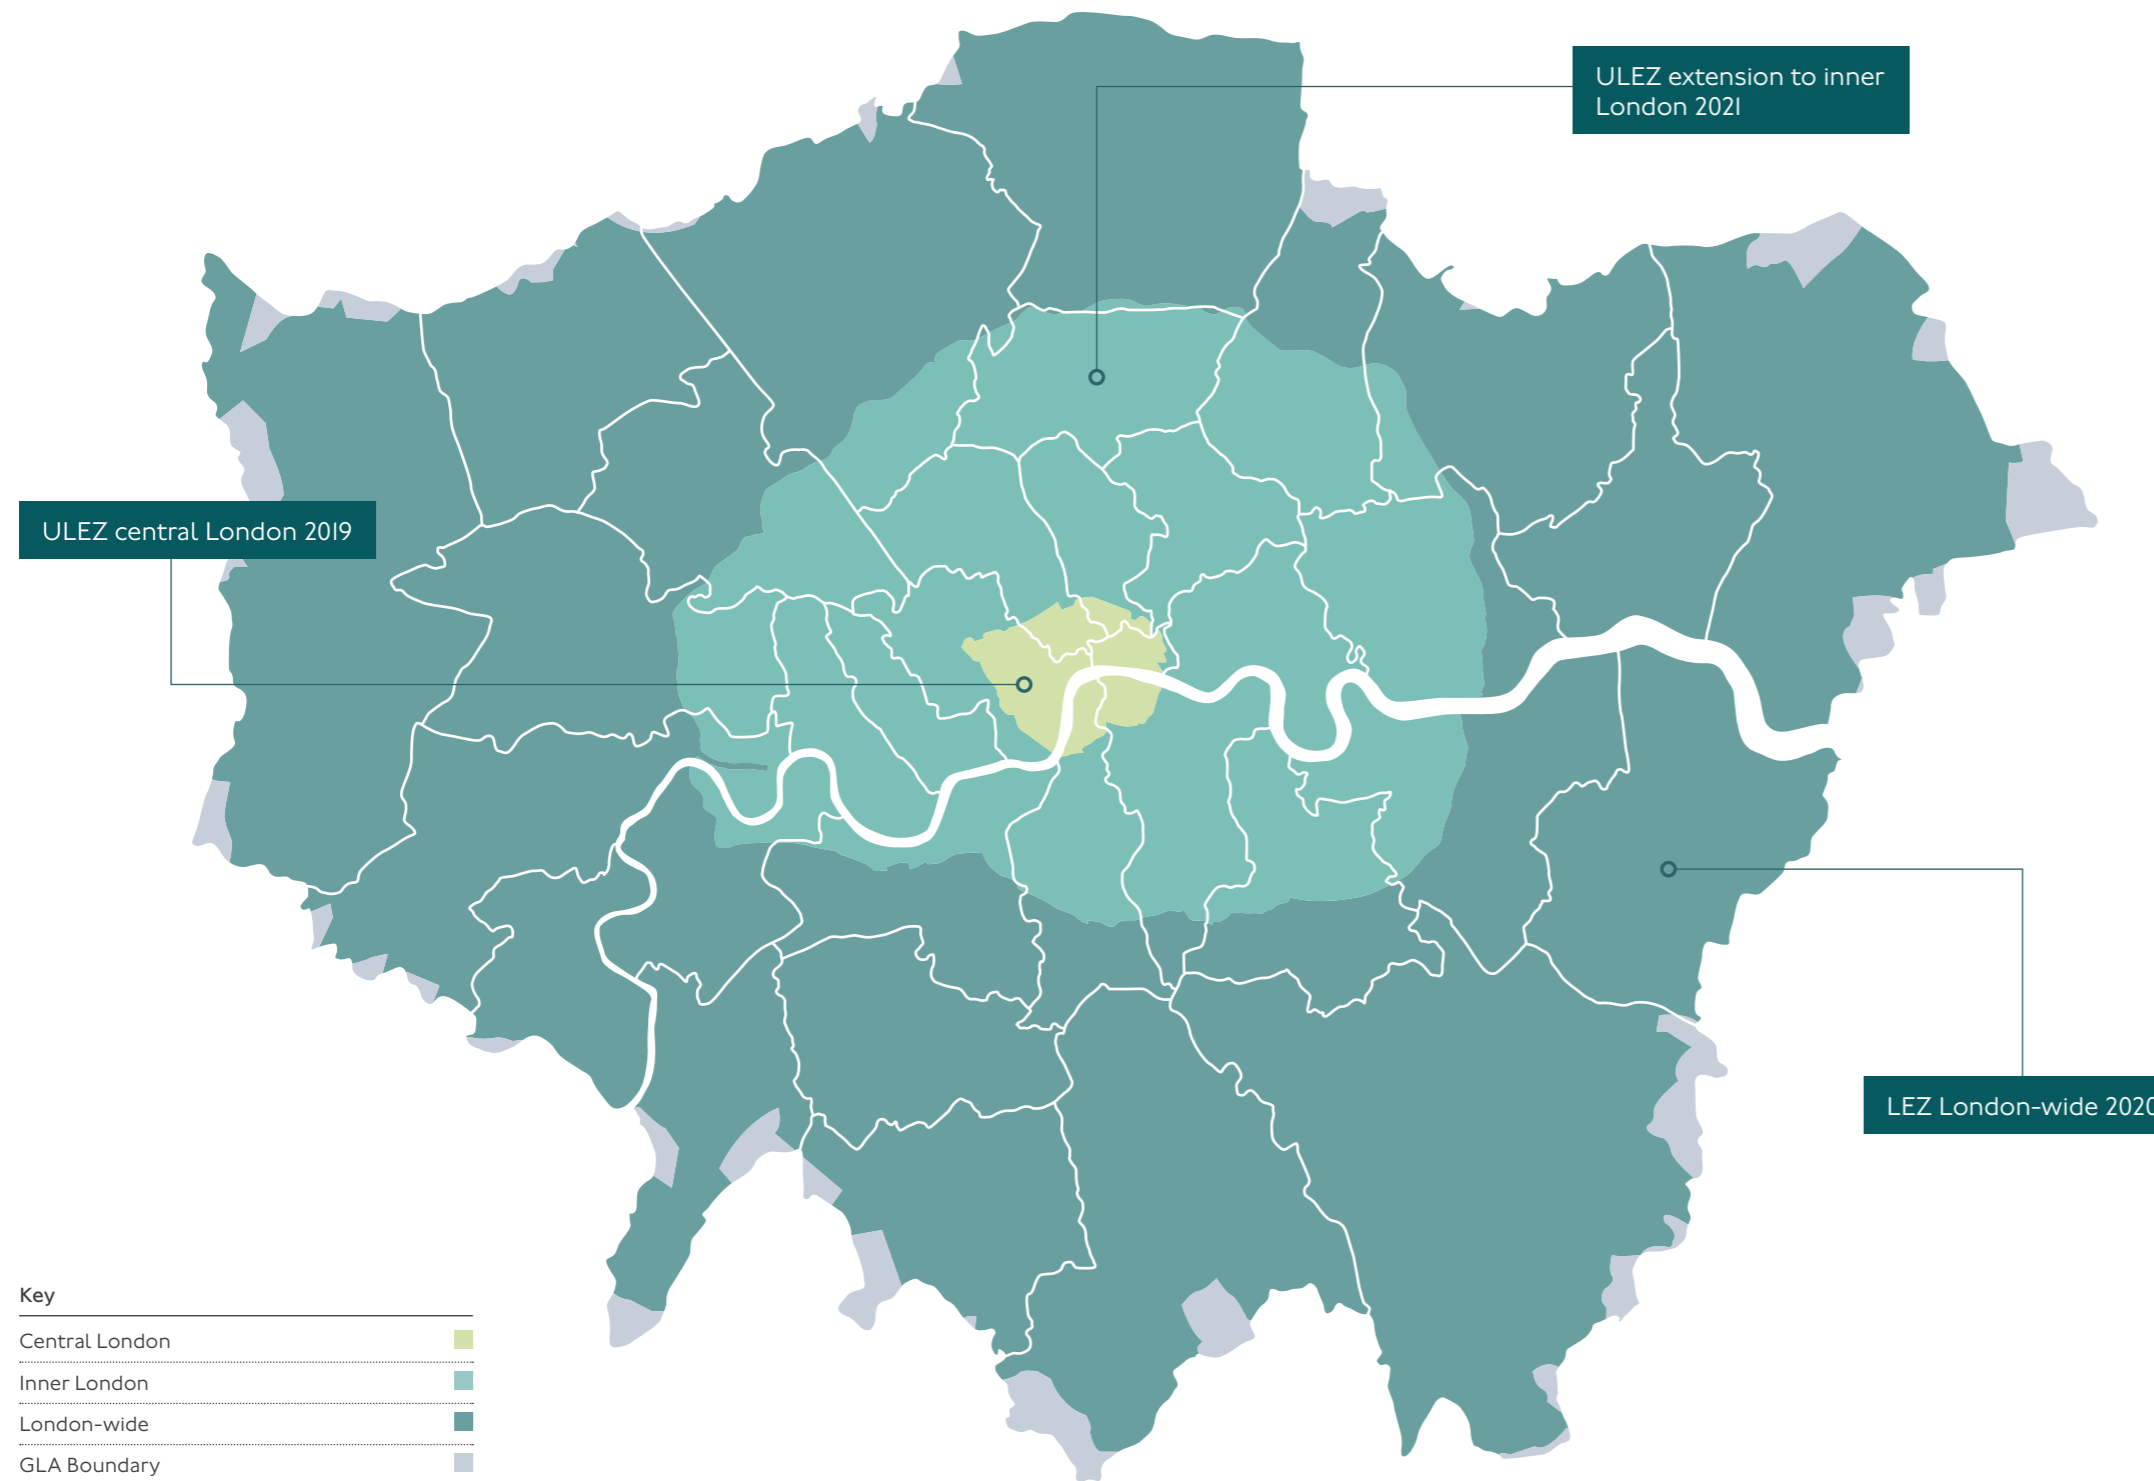 ULEZ extension to inner
London 2021
ULEZ central London 2019
LEZ London-wide 2020
Key
Central London
Inner London
London-wide
GLA Boundary